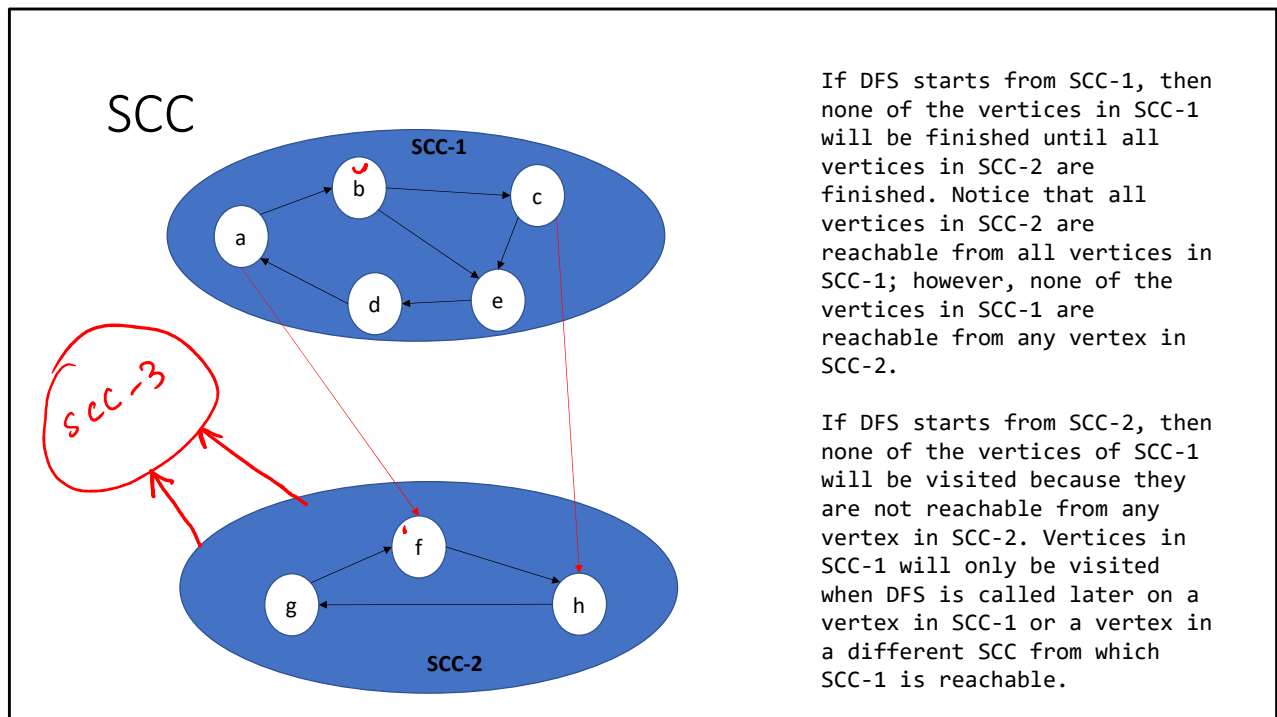 SCC
SCC-1
b
c
a
d
e
SCC-3
f
g
h
SCC-2
If DFS starts from SCC-1, then
none of the vertices in SCC-1
will be finished until all
vertices in SCC-2 are
finished. Notice that all
vertices in SCC-2 are
reachable from all vertices in
SCC-1; however, none of the
vertices in SCC-1 are
reachable from any vertex in
SCC-2.
If DFS starts from SCC-2, then
none of the vertices of SCC-1
will be visited because they
are not reachable from any
vertex in SCC-2. Vertices in
SCC-1 will only be visited
when DFS is called later on a
vertex in SCC-1 or a vertex in
a different SCC from which
SCC-1 is reachable.